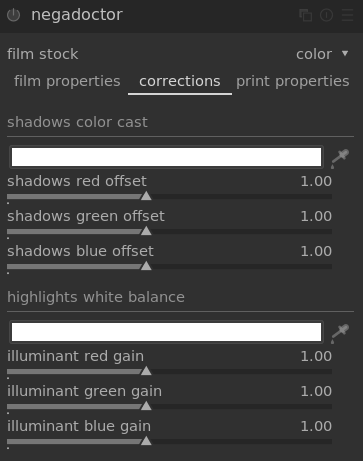 negadoctor
film stock color
film properties corrections print properties
shadows color cast
shadows red offset 1.00
shadows green offset 1.00
shadows blue offset 1.00
highlights white balance
illuminant red gain 1.00
illuminant green gain 1.00
illuminant blue gain 1.00